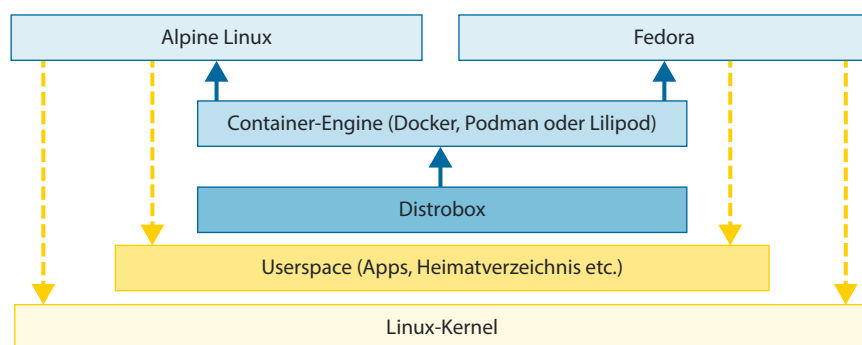 Alpine Linux
Fedora
Container-Engine (Docker, Podman oder Lilipod)
Distrobox
Userspace (Apps, Heimatverzeichnis etc.)
Linux-Kernel